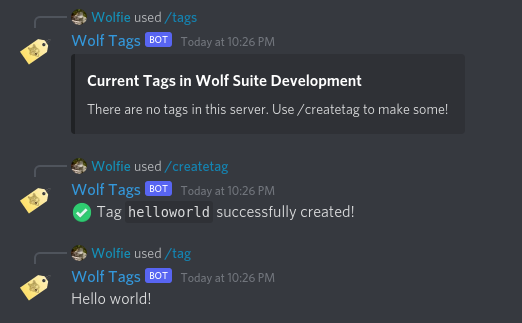 Wolfie used /tags
Wolf Tags BOT Today at 10:26 PM
Current Tags in Wolf Suite Development
There are no tags in this server. Use /createtag to make some!
Wolfie used /createtag
Wolf Tags BOT Today at 10:26 PM
Tag helloworld successfully created!
Wolfie used /tag
Wolf Tags BOT Today at 10:26 PM
Hello world!